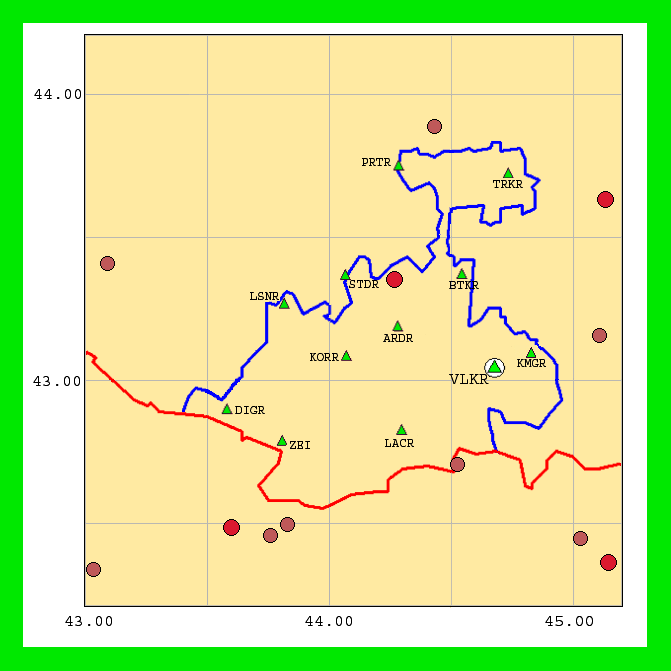 44.00
PRTR
TRKR
STDR
BTKR
LSNR
ARDR
KORR
KMGR
43.00
VLKR
DIGR
ZEI
LACR
43.00 44.00 45.00